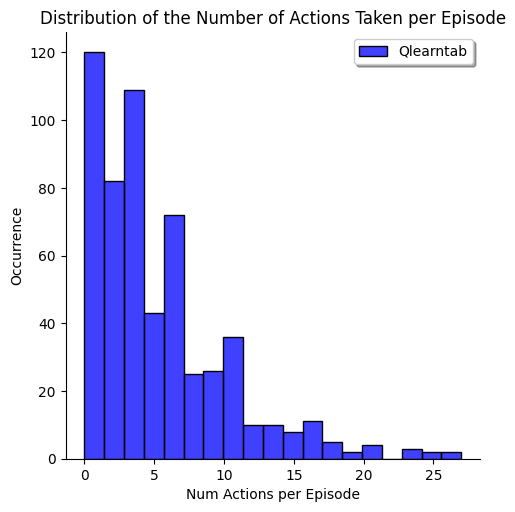 Distribution of the Number of Actions Taken per Episode
Qlearntab
120
100
80
60
40
20
0
Occurrence
0 5 10 15 20 25
Num Actions per Episode